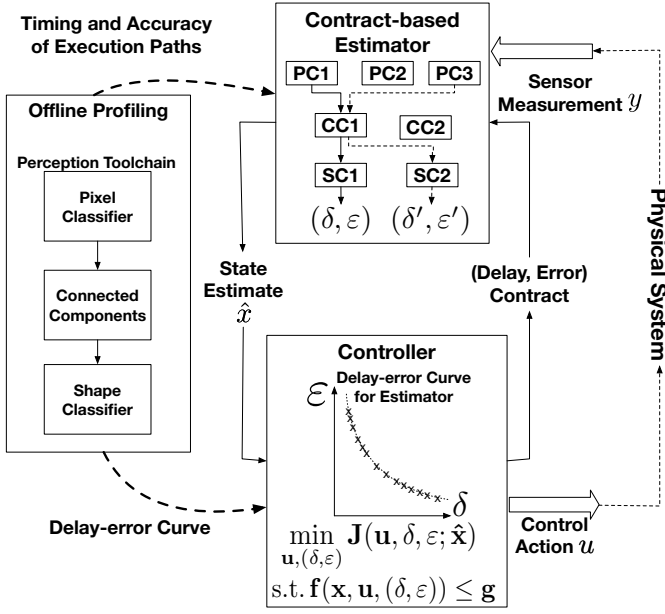 Timing and Accuracy
of Execution Paths
Contract-based
Estimator
PC1 PC2 PC3
CC1 CC2
SC1 SC2
(δ, ε) (δ′, ε′)
Sensor
Measurement y
Offline Profiling
Perception Toolchain
Pixel
Classifier
Connected
Components
Shape
Classifier
State
Estimate
x̂
(Delay, Error)
Contract
Physical System
Controller
Delay-error Curve
for Estimator
ε
δ
min J(u, δ, ε; x̂)
u,(δ,ε)
s.t. f(x, u, (δ, ε)) ≤ g
Delay-error Curve
Control
Action u